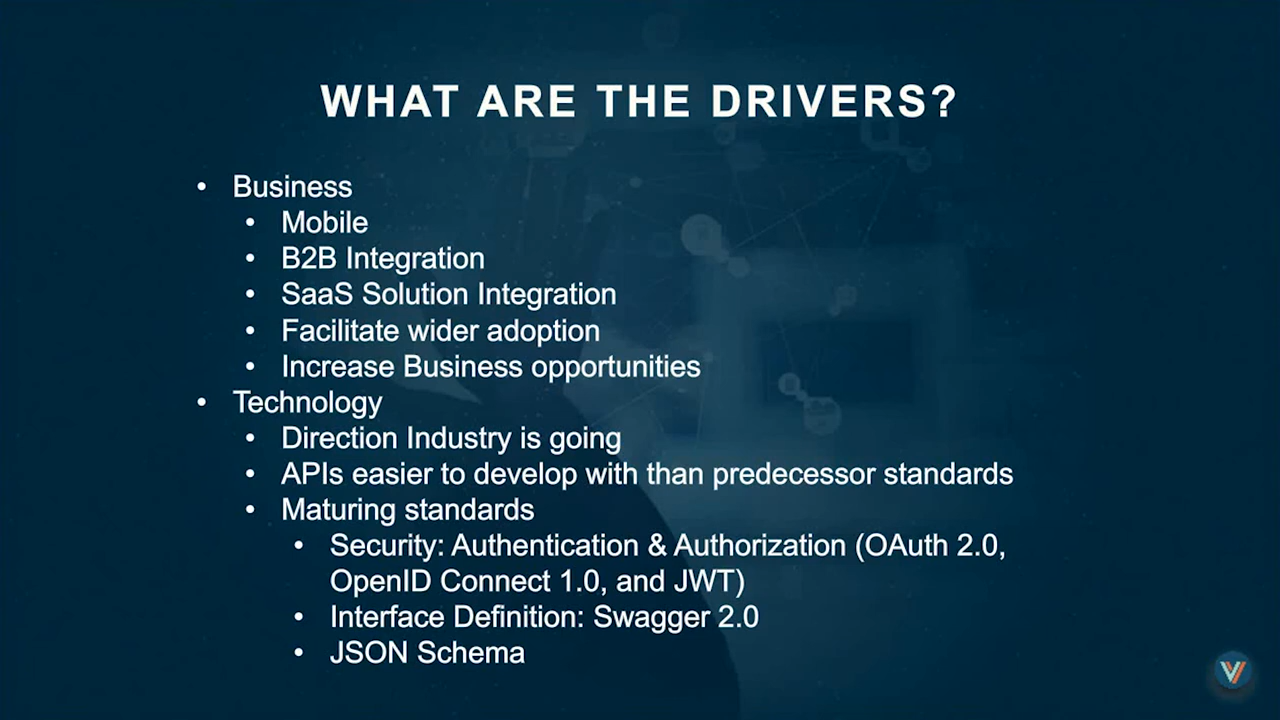 WHAT ARE THE DRIVERS?
• Business
• Mobile
• B2B Integration
• SaaS Solution Integration
• Facilitate wider adoption
• Increase Business opportunities
• Technology
• Direction Industry is going
• APIs easier to develop with than predecessor standards
• Maturing standards
• Security: Authentication & Authorization (OAuth 2.0,
OpenID Connect 1.0, and JWT)
• Interface Definition: Swagger 2.0
• JSON Schema